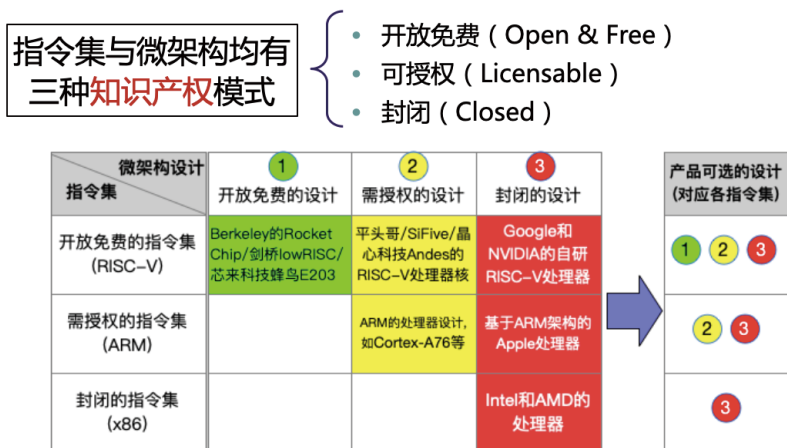 指令集与微架构均有
三种知识产权模式
• 开放免费（Open & Free）
• 可授权（Licensable）
• 封闭（Closed）
微架构设计
指令集
1
开放免费的设计
2
需授权的设计
3
封闭的设计
产品可选的设计
(对应各指令集)
开放免费的指令集
(RISC-V)
Berkeley的Rocket
Chip/剑桥lowRISC/
芯来科技蜂鸟E203
平头哥/SiFive/晶
心科技Andes的
RISC-V处理器核
Google和
NVIDIA的自研
RISC-V处理器
1 2 3
需授权的指令集
(ARM)
ARM的处理器设计,
如Cortex-A76等
基于ARM架构的
Apple处理器
2 3
封闭的指令集
(x86)
Intel和AMD的
处理器
3